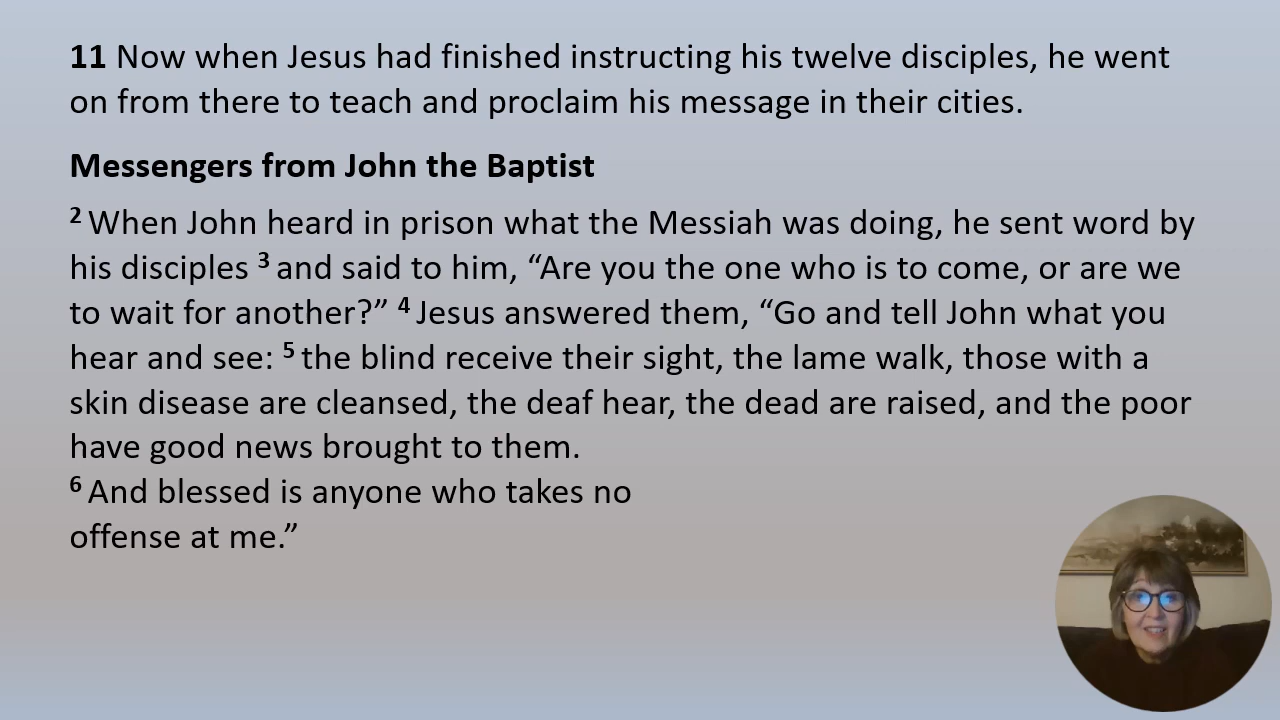 11 Now when Jesus had finished instructing his twelve disciples, he went
on from there to teach and proclaim his message in their cities.
Messengers from John the Baptist
2 When John heard in prison what the Messiah was doing, he sent word by
his disciples 3 and said to him, “Are you the one who is to come, or are we
to wait for another?” 4 Jesus answered them, “Go and tell John what you
hear and see: 5 the blind receive their sight, the lame walk, those with a
skin disease are cleansed, the deaf hear, the dead are raised, and the poor
have good news brought to them.
6 And blessed is anyone who takes no
offense at me.”